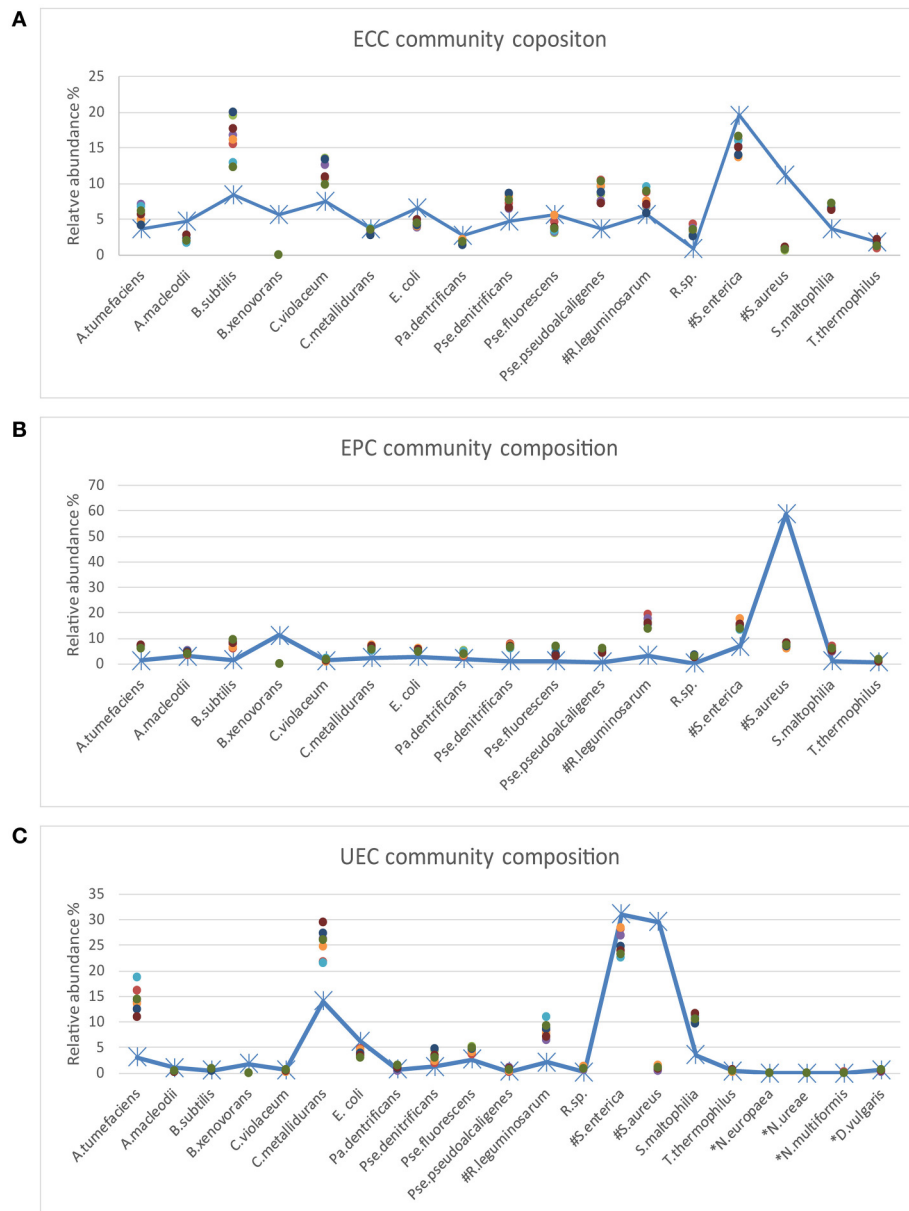 A
ECC community copositon
Relative abundance %
25
20
15
10
5
0
A.tumefaciens
A.macleodii
B.subtilis
B.xenovorans
C.violaceum
C.metallidurans
E. coli
Pa.dentrificans
Pse.denitrificans
Pse.fluorescens
Pse.pseudoalcaligenes
#R.leguminosarum
R.sp.
#S.enterica
#S.aureus
S.maltophilia
T.thermophilus
B
EPC community composition
Relative abundance %
70
60
50
40
30
20
10
0
A.tumefaciens
A.macleodii
B.subtilis
B.xenovorans
C.violaceum
C.metallidurans
E. coli
Pa.dentrificans
Pse.denitrificans
Pse.fluorescens
Pse.pseudoalcaligenes
#R.leguminosarum
R.sp.
#S.enterica
#S.aureus
S.maltophilia
T.thermophilus
C
UEC community composition
Relative abundance %
35
30
25
20
15
10
5
0
A.tumefaciens
A.macleodii
B.subtilis
B.xenovorans
C.violaceum
C.metallidurans
E. coli
Pa.dentrificans
Pse.denitrificans
Pse.fluorescens
Pse.pseudoalcaligenes
#R.leguminosarum
R.sp.
#S.enterica
#S.aureus
S.maltophilia
T.thermophilus
*N.europaea
*N.ureae
*N.multiformis
*D.vulgaris